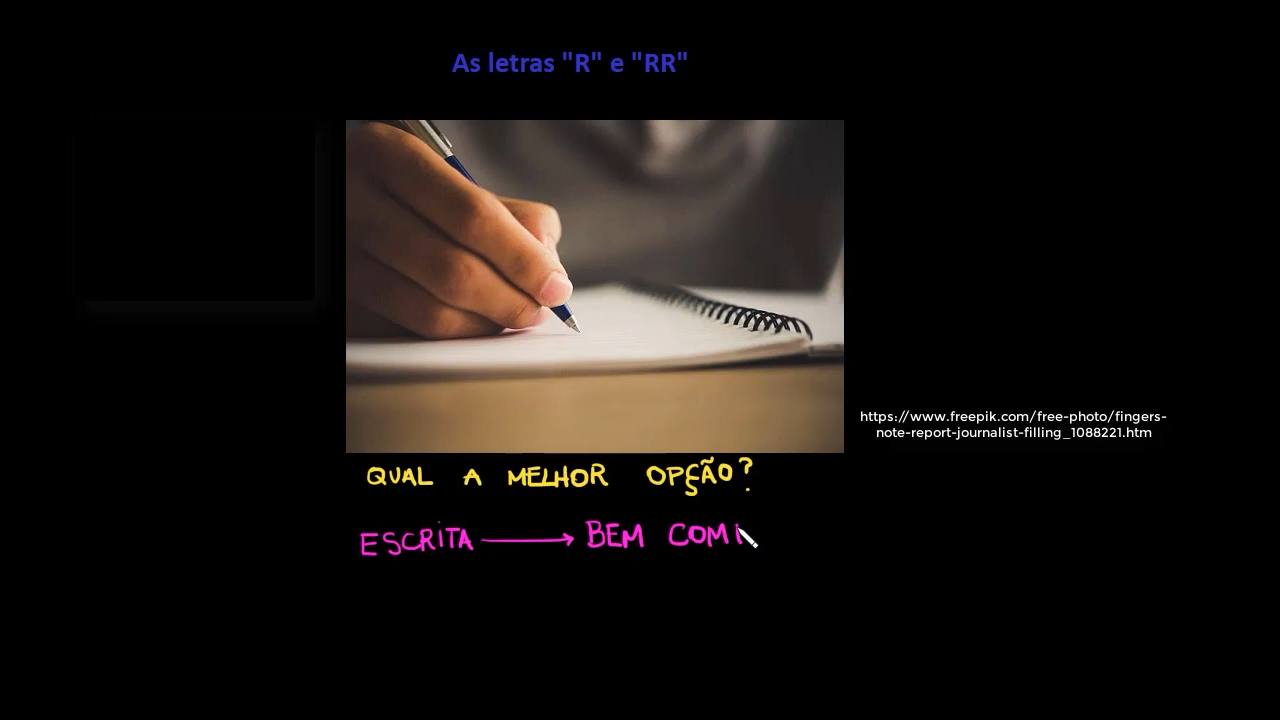 As letras "R" e "RR"
https://www.freepik.com/free-photo/fingers-
note-report-journalist-filling_1088221.htm
QUAL A MELHOR OPÇÃO?
ESCRITA → BEM COMI